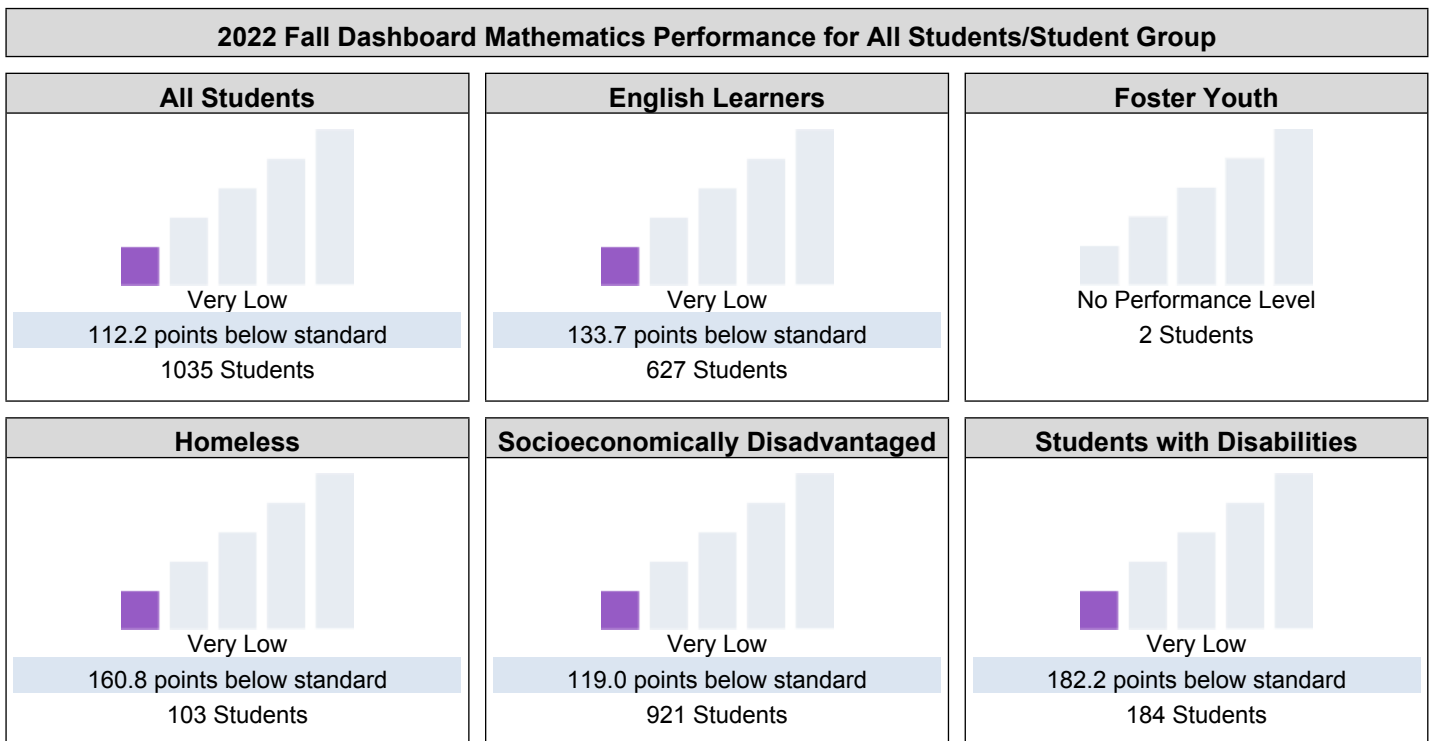 2022 Fall Dashboard Mathematics Performance for All Students/Student Group
All Students
Very Low
112.2 points below standard
1035 Students
English Learners
Very Low
133.7 points below standard
627 Students
Foster Youth
No Performance Level
2 Students
Homeless
Very Low
160.8 points below standard
103 Students
Socioeconomically Disadvantaged
Very Low
119.0 points below standard
921 Students
Students with Disabilities
Very Low
182.2 points below standard
184 Students